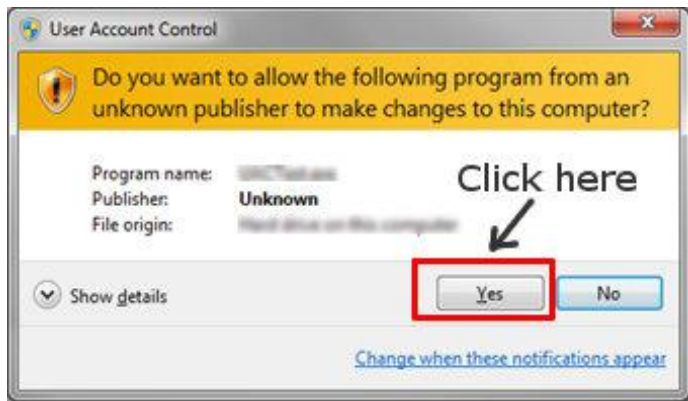 User Account Control
Do you want to allow the following program from an
unknown publisher to make changes to this computer?
Program name:
Publisher: Unknown
File origin:
Click here
Show details
Yes
No
Change when these notifications appear